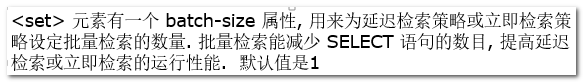 <set> 元素有一个 batch-size 属性, 用来为延迟检索策略或立即检索策
略设定批量检索的数量. 批量检索能减少 SELECT 语句的数目, 提高延迟
检索或立即检索的运行性能. 默认值是1